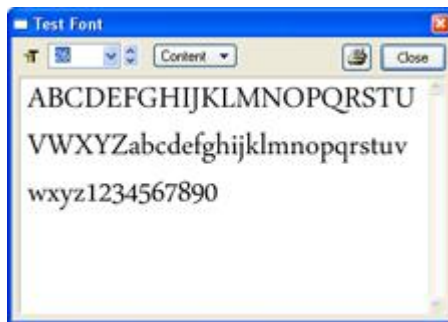 Test Font
Content
Close
ABCDEFGHIJKLMNOPQRSTU
VWXYZabcdefghijklmnopqrstuv
wxyz1234567890